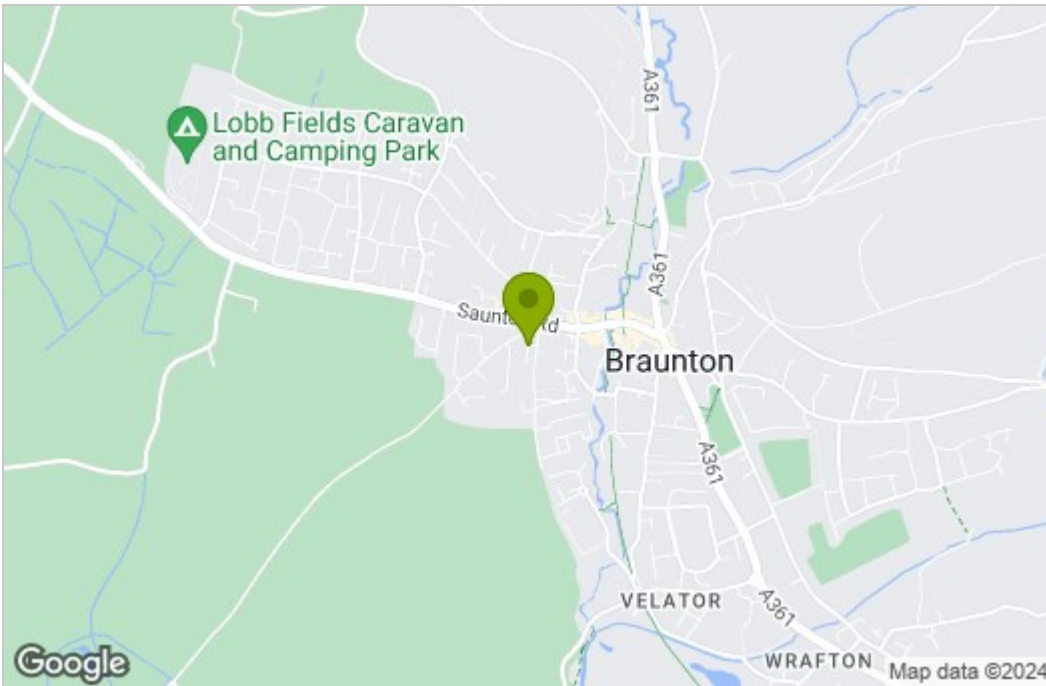 A361
Lobb Fields Caravan
and Camping Park
A361
Braunton
A361
VELATOR
A361
WRAFTON
Google
Map data ©2024